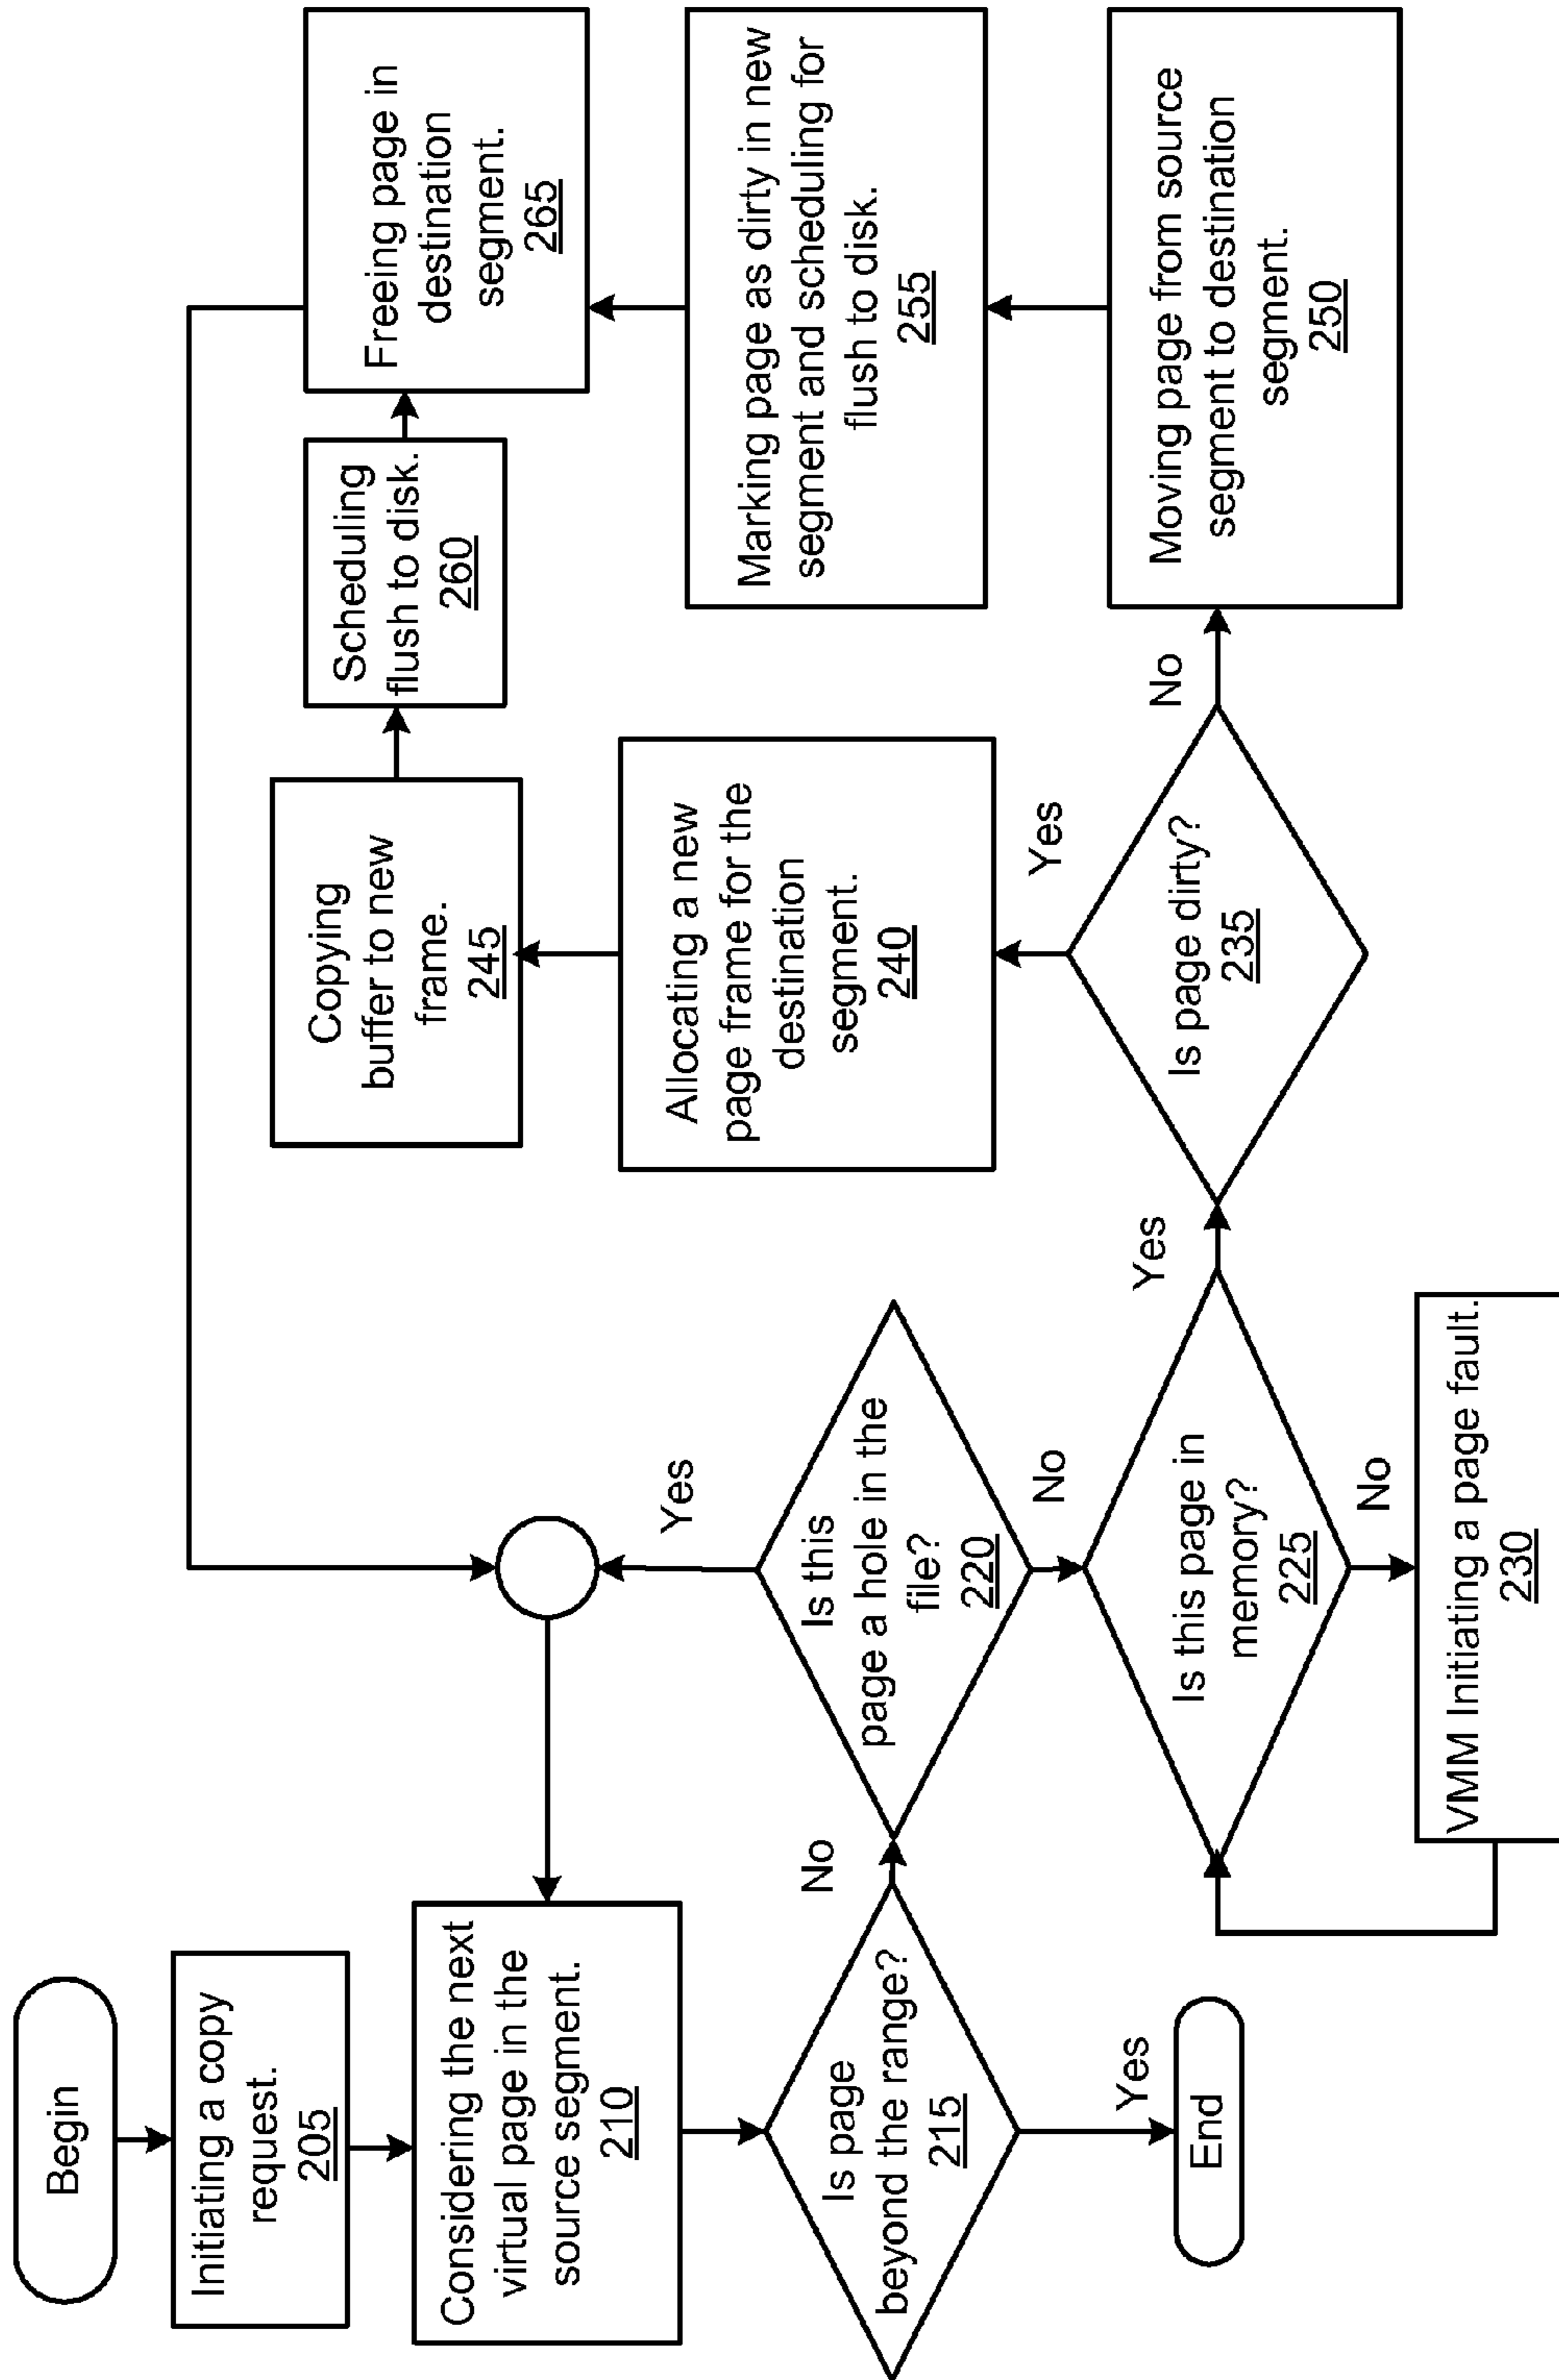 Begin
Initiating a copy
request.
205
Considering the next
virtual page in the
source segment.
210
Is page
beyond the range?
215
Yes
End
No
Is this
page a hole in the
file?
220
Yes
No
Is this page in
memory?
225
No
VMM Initiating a page fault.
230
Yes
Is page dirty?
235
Yes
Allocating a new
page frame for the
destination
segment.
240
Copying
buffer to new
frame.
245
Scheduling
flush to disk.
260
No
Moving page from source
segment to destination
segment.
250
Marking page as dirty in new
segment and scheduling for
flush to disk.
255
Freeing page in
destination
segment.
265